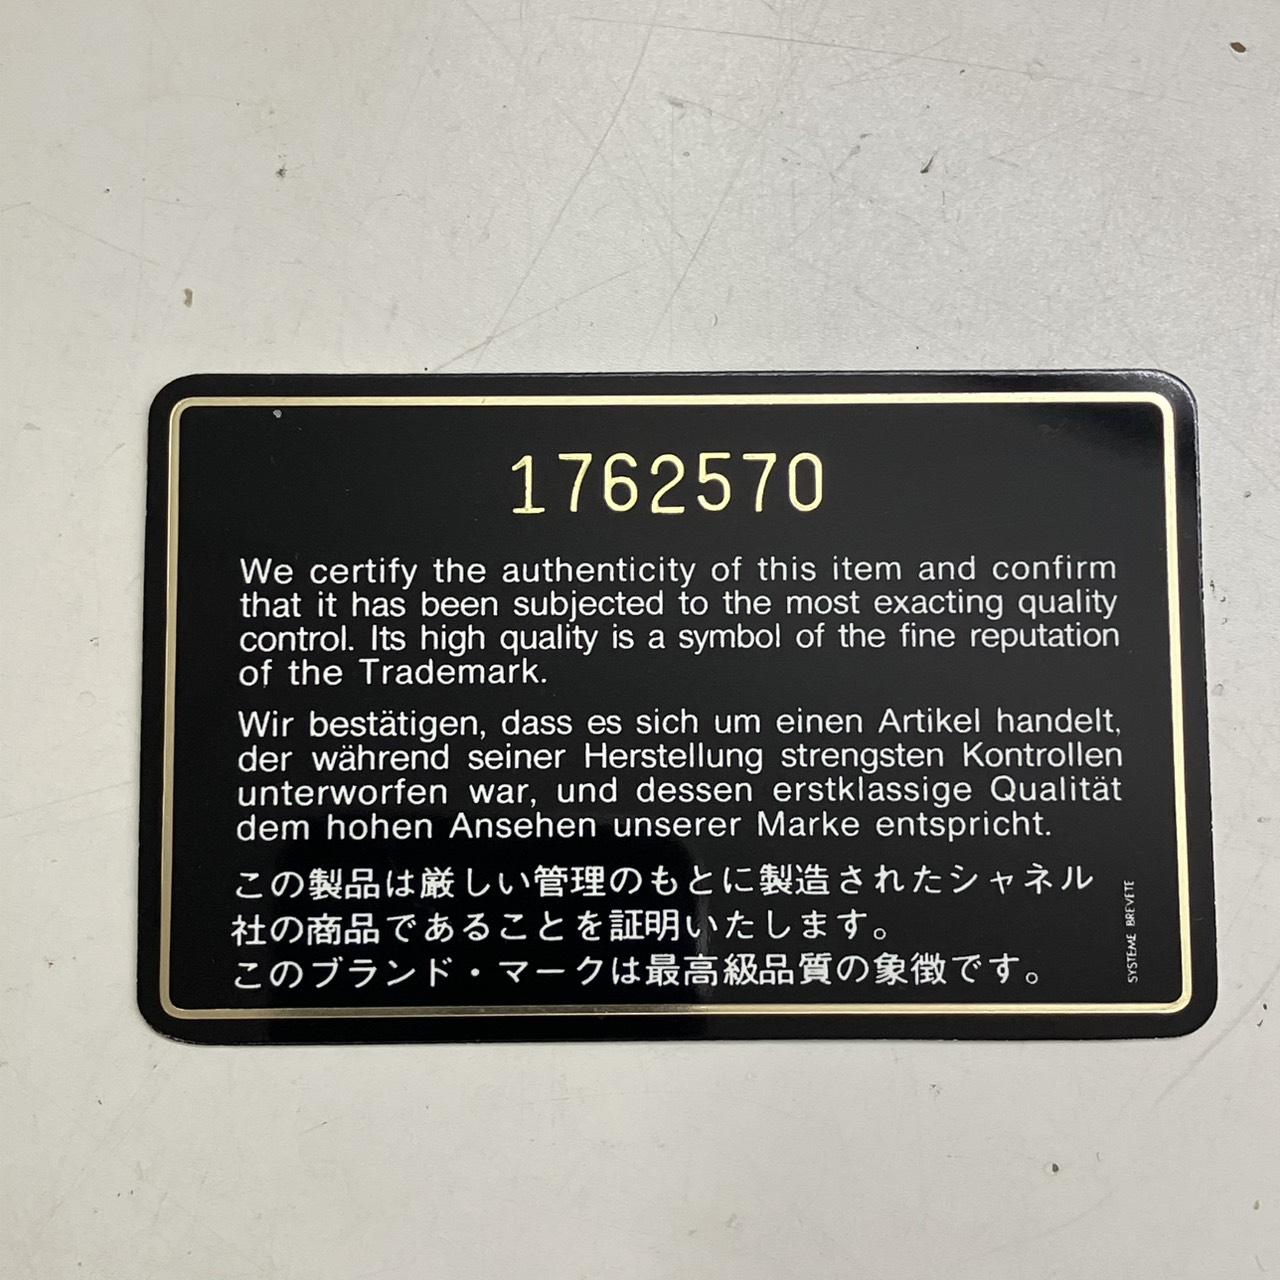 1762570
We certify the authenticity of this item and confirm
that it has been subjected to the most exacting quality
control. Its high quality is a symbol of the fine reputation
of the Trademark.
Wir bestätigen, dass es sich um einen Artikel handelt,
der während seiner Herstellung strengsten Kontrollen
unterworfen war, und dessen erstklassige Qualität
dem hohen Ansehen unserer Marke entspricht.
この製品は厳しい管理のもとに製造されたシャネル
社の商品であることを証明いたします。
このブランド・マークは最高級品質の象徴です。
SYSTEME BREVETE